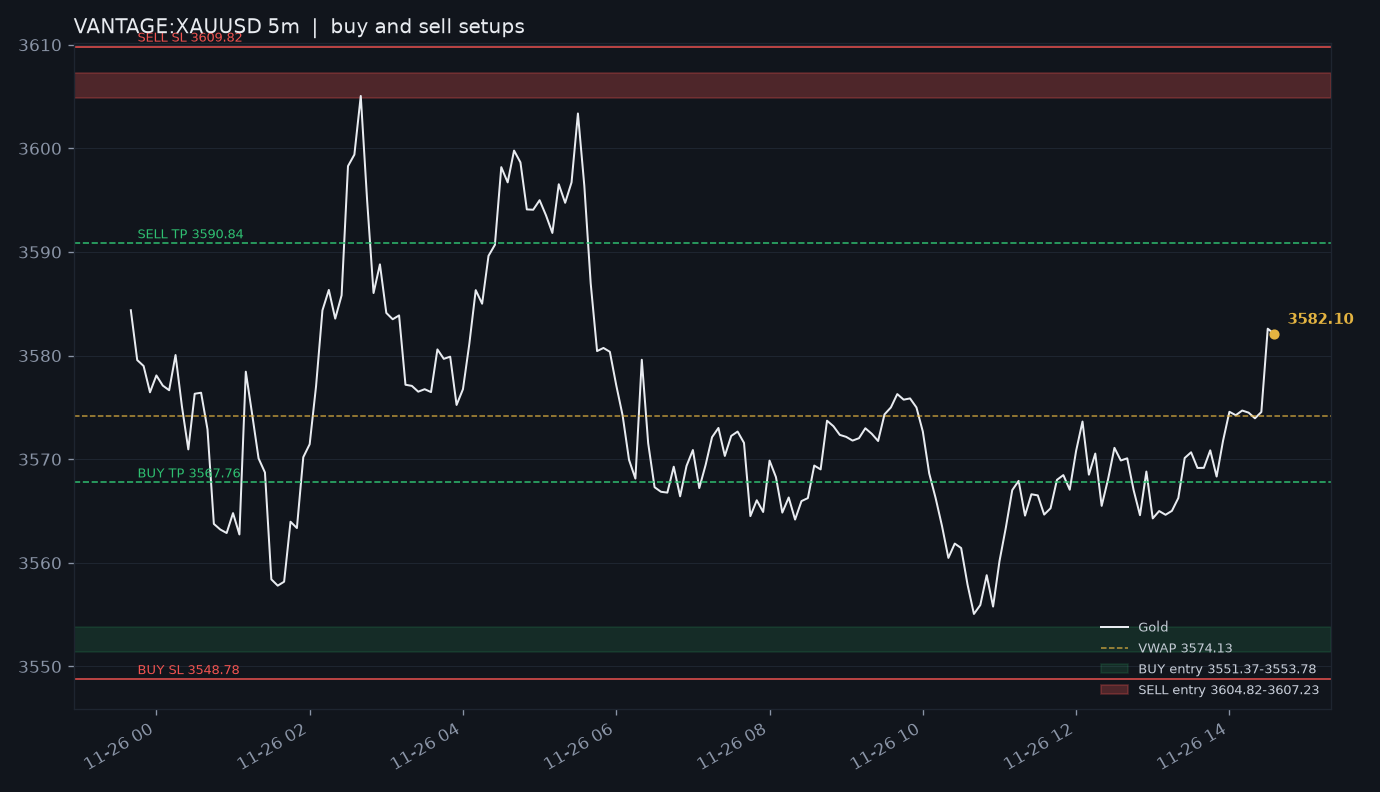 VANTAGE:XAUUSD 5m | buy and sell setups
SELL SL 3609.82
3610
3600
SELL TP 3590.84
3590
3582.10
3580
3570
BUY TP 3567.76
3560
3550
BUY SL 3548.78
Gold
VWAP 3574.13
BUY entry 3551.37-3553.78
SELL entry 3604.82-3607.23
11-26 00
11-26 02
11-26 04
11-26 06
11-26 08
11-26 10
11-26 12
11-26 14